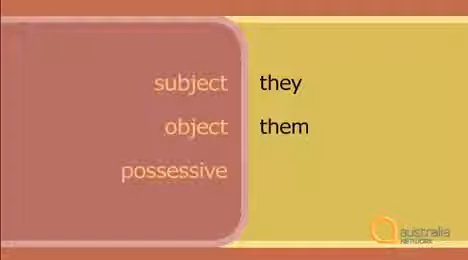 subject they
object them
possessive
australia
NETWORK